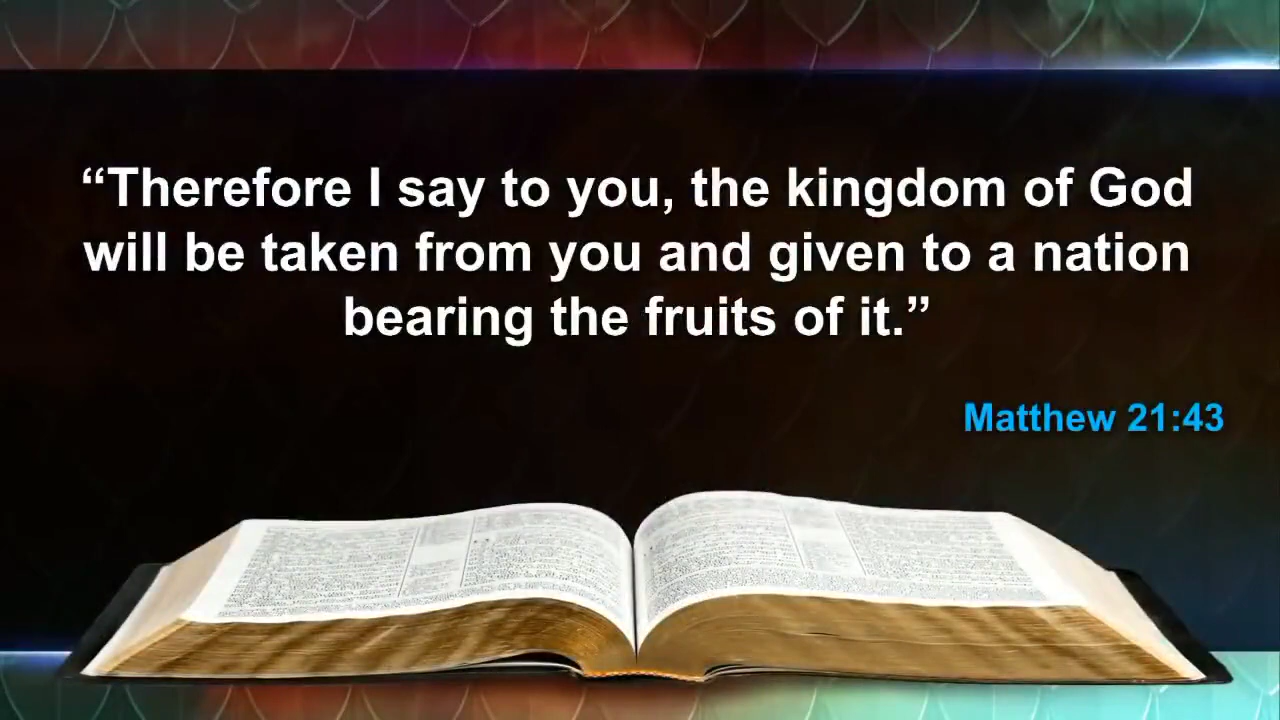 “Therefore I say to you, the kingdom of God
will be taken from you and given to a nation
bearing the fruits of it.”
Matthew 21:43